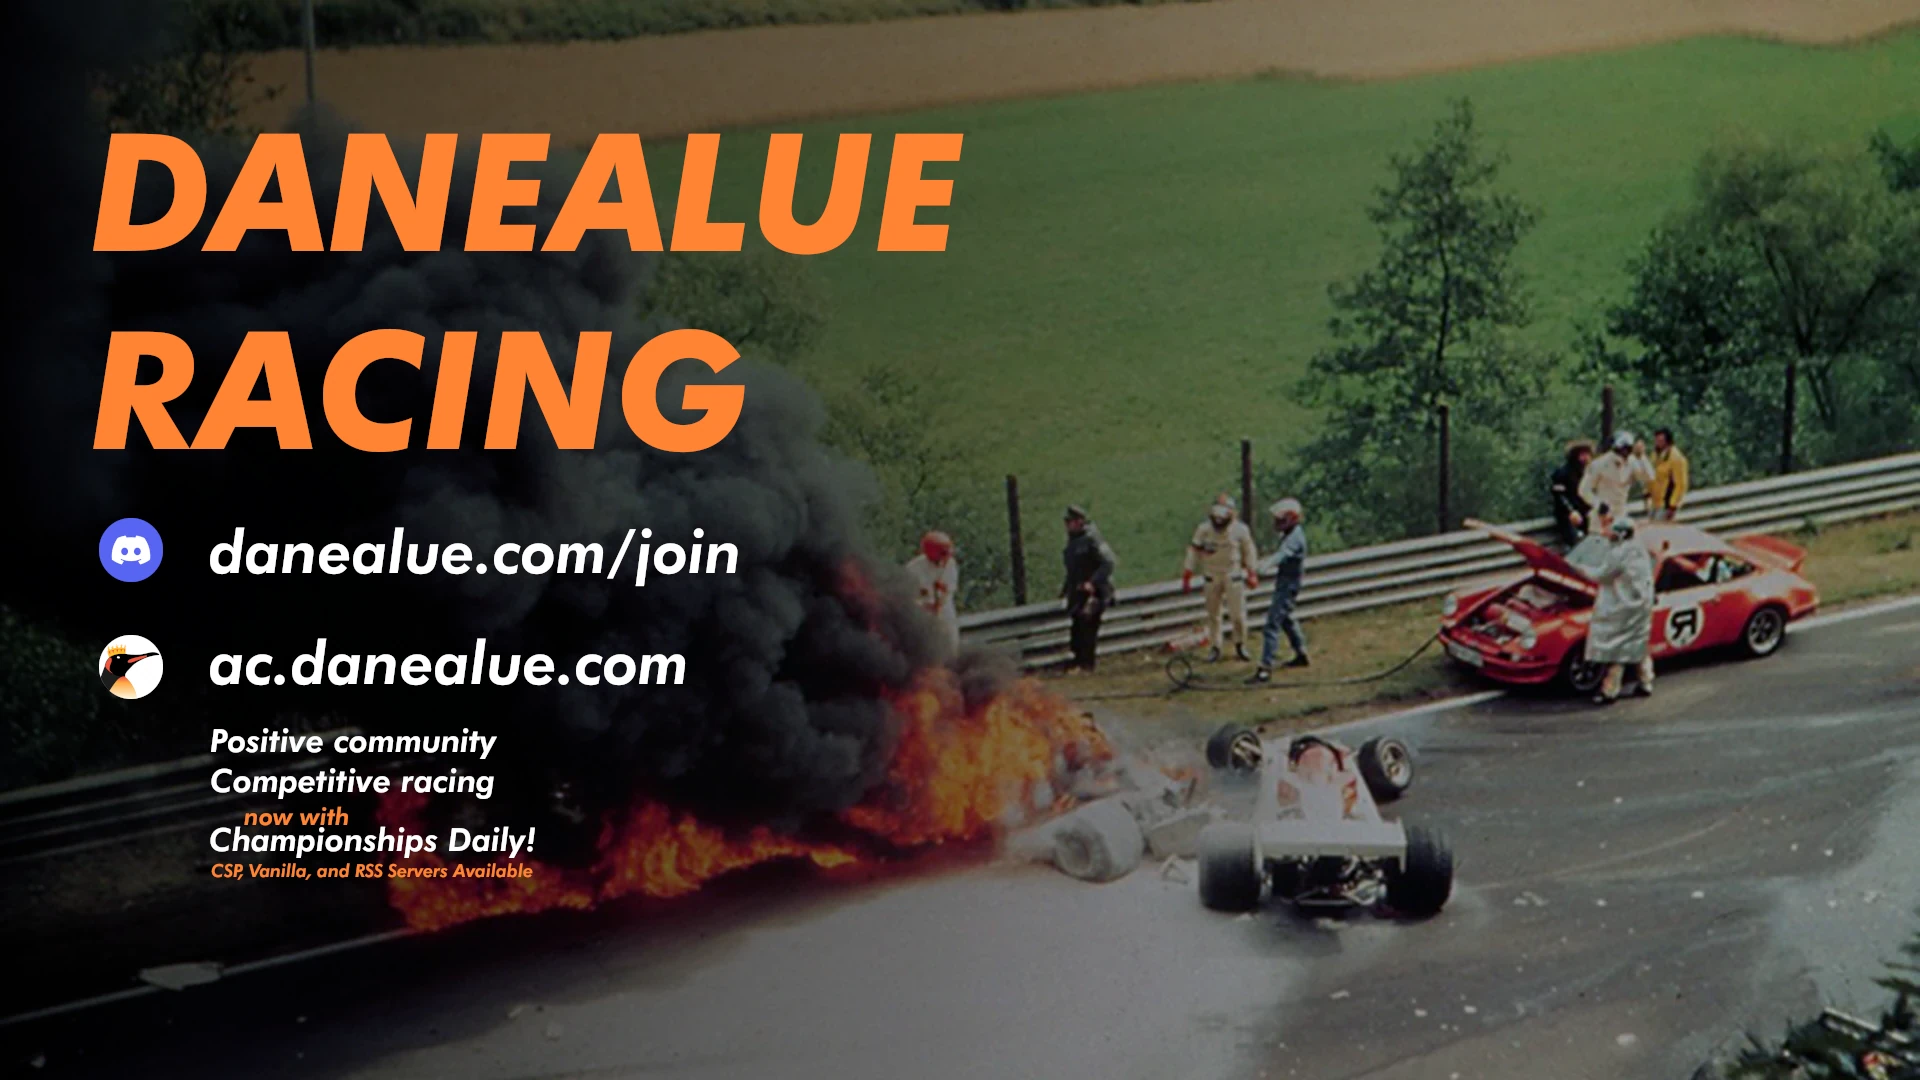 DANEALUE
RACING
danealue.com/join
ac.danealue.com
Positive community
Competitive racing
now with
Championships Daily!
CSP, Vanilla, and RSS Servers Available